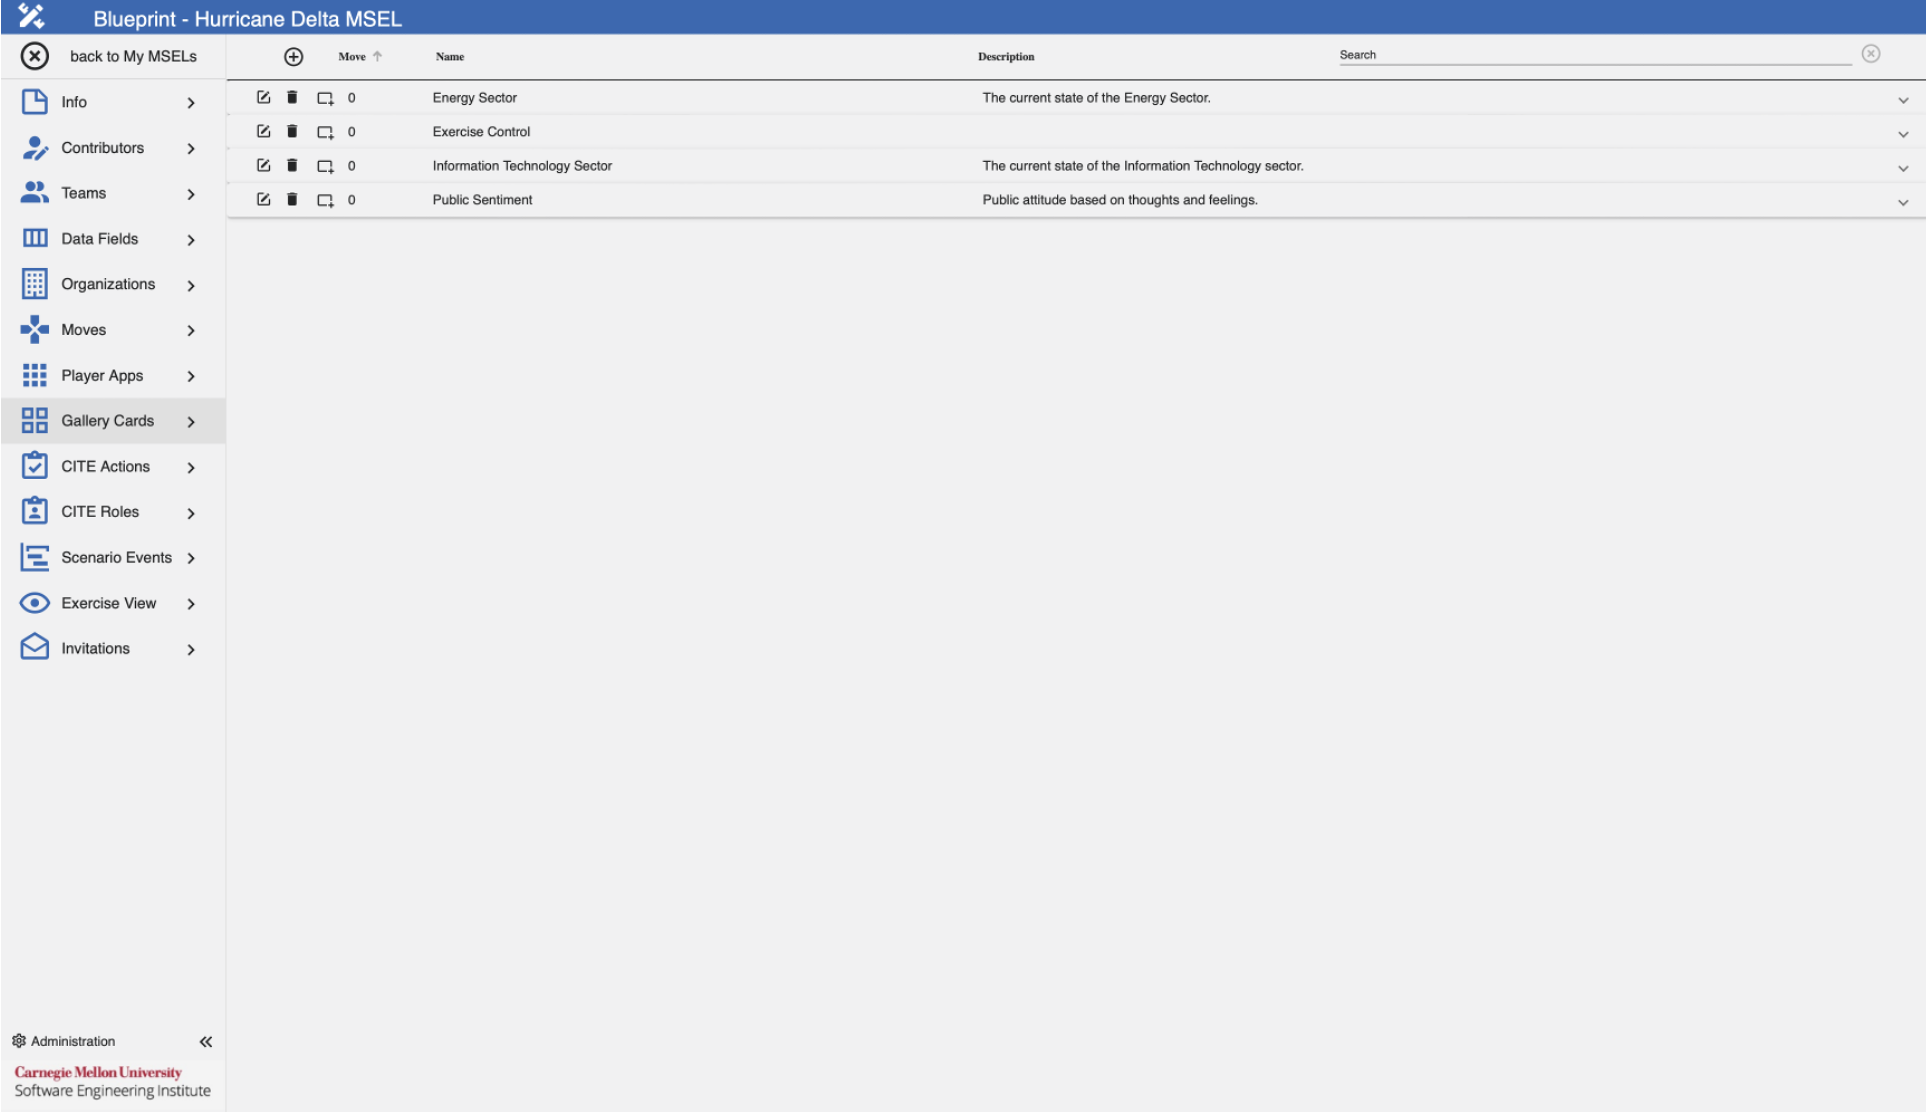 Blueprint - Hurricane Delta MSEL
back to My MSELs
Move Name Description Search
Info
Contributors
Teams
Data Fields
Organizations
Moves
Player Apps
Gallery Cards
CITE Actions
CITE Roles
Scenario Events
Exercise View
Invitations
0 Energy Sector The current state of the Energy Sector.
0 Exercise Control
0 Information Technology Sector The current state of the Information Technology sector.
0 Public Sentiment Public attitude based on thoughts and feelings.
Administration
Carnegie Mellon University
Software Engineering Institute